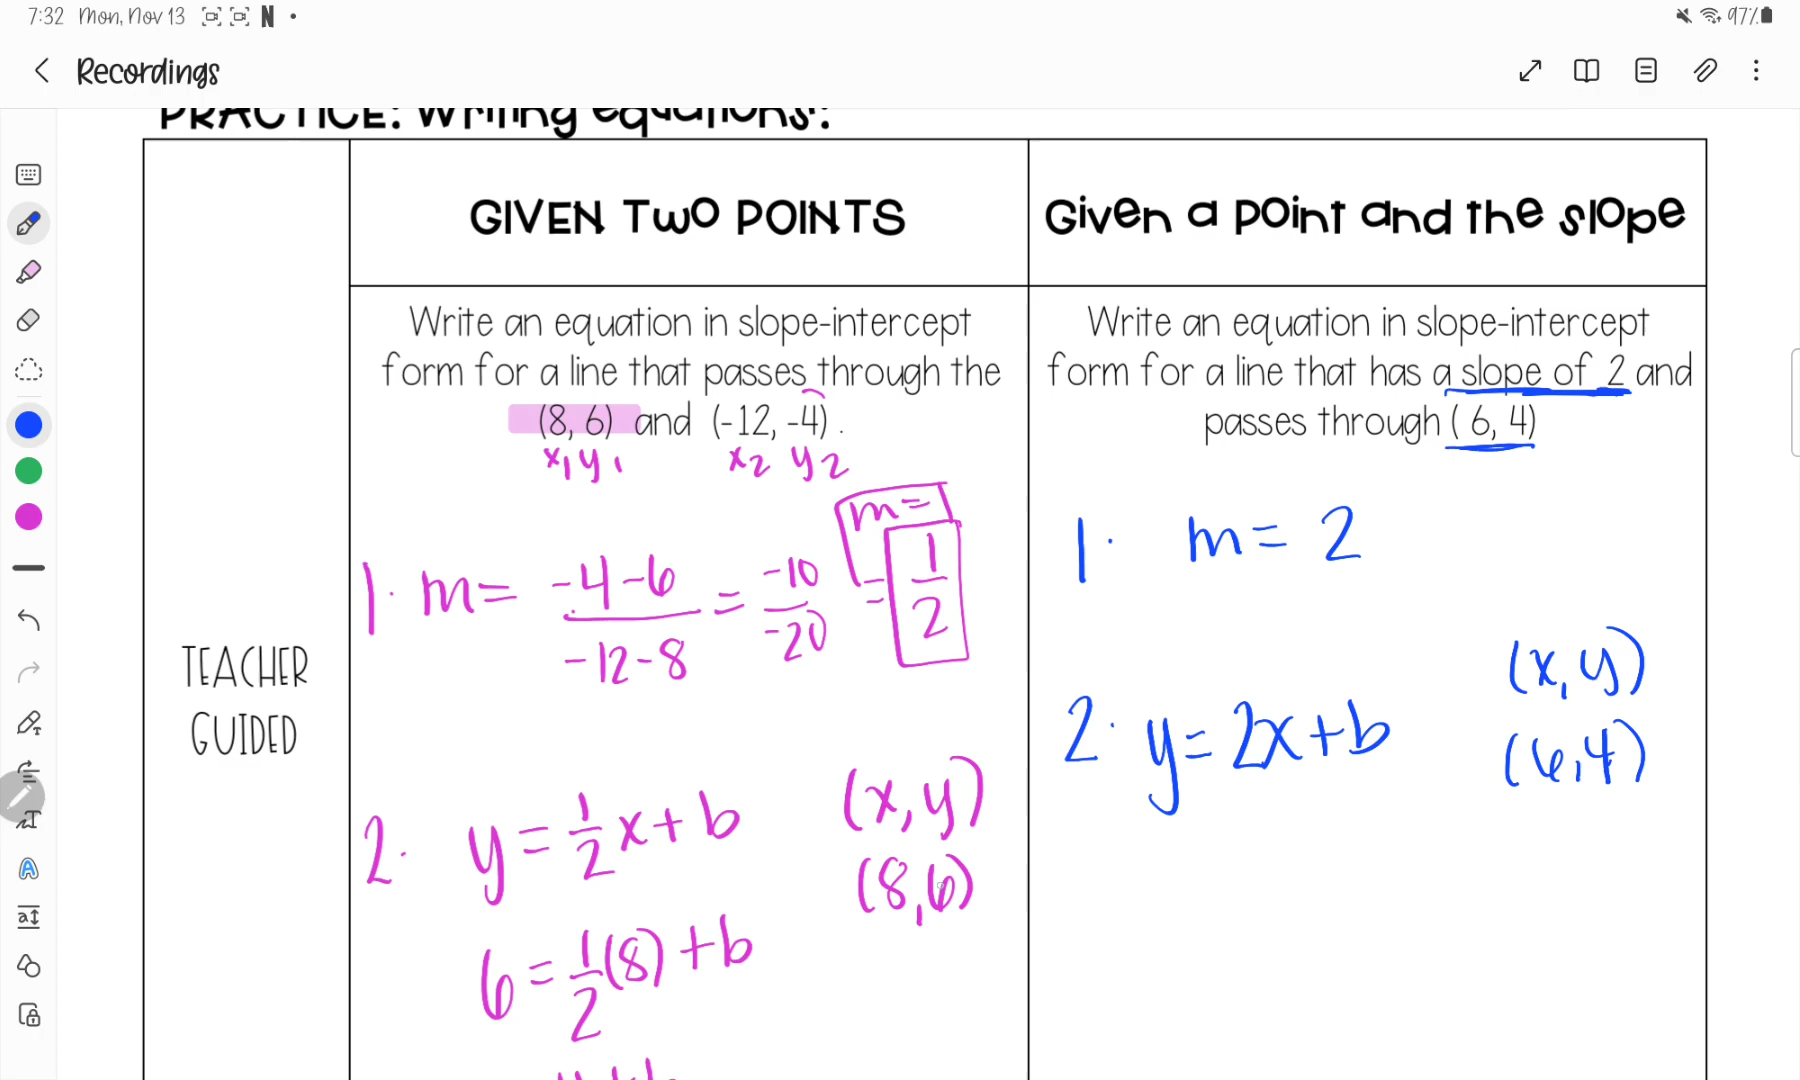 7:32 Mon, Nov 13 N •
97%
Recordings
PRACTICE: Writing equations!
GIVEN TWO POINTS
Given a point and the slope
Write an equation in slope-intercept
form for a line that passes through the
(8, 6) and (-12, -4).
x₁ y₁ x₂ y₂
1. m = -4-6/-12-8 = -10/-20 = 1/2
m=
2. y = 1/2 x + b
(x, y)
(8, 6)
6 = 1/2 (8) + b
Write an equation in slope-intercept
form for a line that has a slope of 2 and
passes through ( 6, 4)
1. m = 2
2. y = 2x + b
(x, y)
(6, 4)
TEACHER
GUIDED